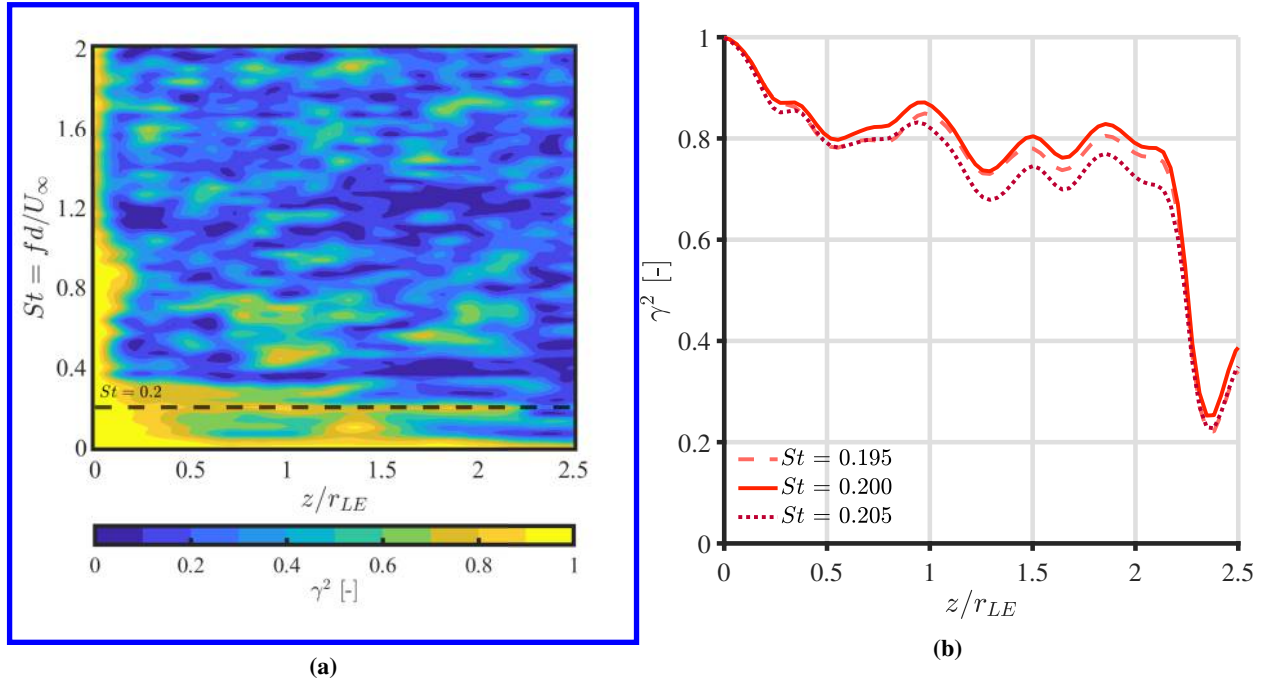 2
1.6
1.2
0.8
0.4
0
St = fd/U∞
St = 0.2
0 0.5 1 1.5 2 2.5
z/r_LE
0 0.2 0.4 0.6 0.8 1
γ² [-]
(a)
1
0.8
0.6
0.4
0.2
0
γ² [-]
St = 0.195
St = 0.200
St = 0.205
0 0.5 1 1.5 2 2.5
z/r_LE
(b)